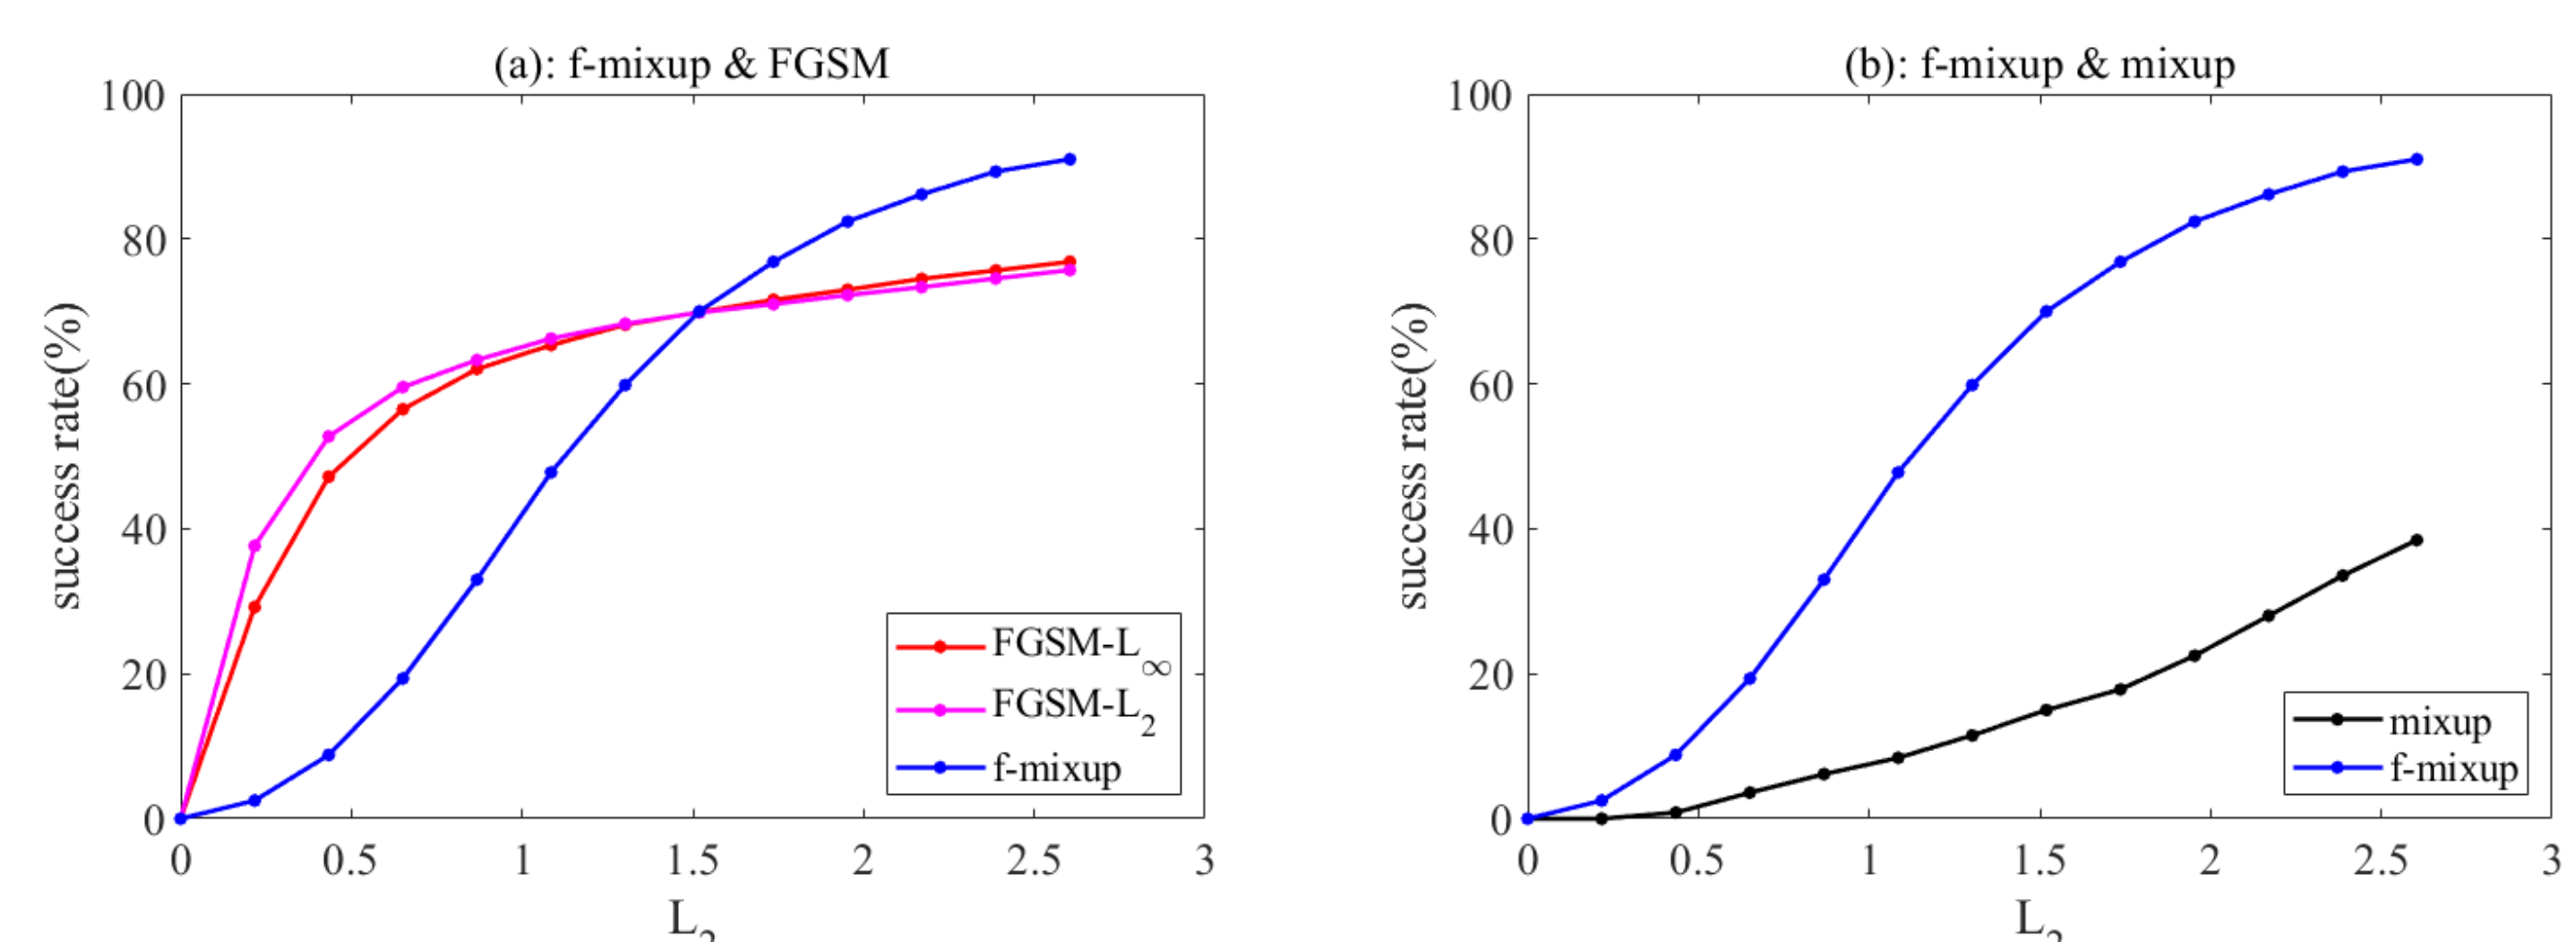 (a): f-mixup & FGSM
100
80
60
40
20
0
success rate(%)
0 0.5 1 1.5 2 2.5 3
L2
FGSM-L∞
FGSM-L2
f-mixup
(b): f-mixup & mixup
100
80
60
40
20
0
success rate(%)
0 0.5 1 1.5 2 2.5 3
L2
mixup
f-mixup